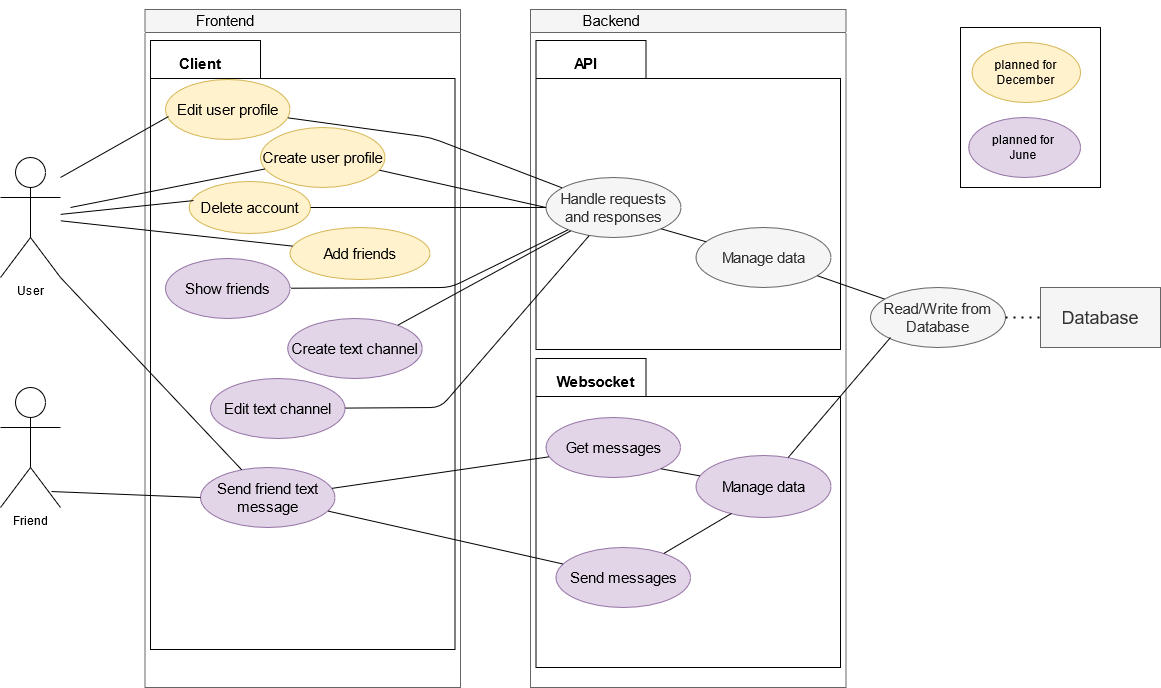 Frontend
Backend
Client
API
planned for
December
Edit user profile
planned for
June
Create user profile
Delete account
Handle requests
and responses
Add friends
Manage data
User
Show friends
Read/Write from
Database
Database
Create text channel
Websocket
Edit text channel
Get messages
Send friend text
message
Manage data
Friend
Send messages